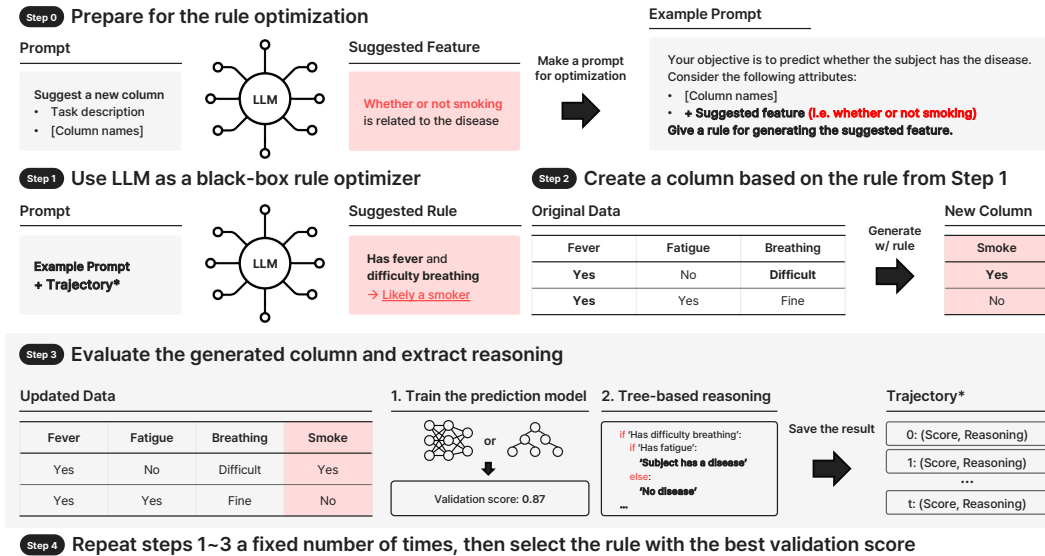 Step 0 Prepare for the rule optimization
Prompt
Suggest a new column
• Task description
• [Column names]
LLM
Suggested Feature
Whether or not smoking
is related to the disease
Make a prompt
for optimization
Example Prompt
Your objective is to predict whether the subject has the disease.
Consider the following attributes:
• [Column names]
• + Suggested feature (i.e. whether or not smoking)
Give a rule for generating the suggested feature.
Step 1 Use LLM as a black-box rule optimizer
Prompt
Example Prompt
+ Trajectory*
LLM
Suggested Rule
Has fever and
difficulty breathing
→ Likely a smoker
Step 2 Create a column based on the rule from Step 1
Original Data
Fever Fatigue Breathing
Yes No Difficult
Yes Yes Fine
Generate
w/ rule
New Column
Smoke
Yes
No
Step 3 Evaluate the generated column and extract reasoning
Updated Data
Fever Fatigue Breathing Smoke
Yes No Difficult Yes
Yes Yes Fine No
1. Train the prediction model
or
Validation score: 0.87
2. Tree-based reasoning
if 'Has difficulty breathing':
if 'Has fatigue':
'Subject has a disease'
else:
'No disease'
...
Save the result
Trajectory*
0: (Score, Reasoning)
1: (Score, Reasoning)
...
t: (Score, Reasoning)
Step 4 Repeat steps 1~3 a fixed number of times, then select the rule with the best validation score